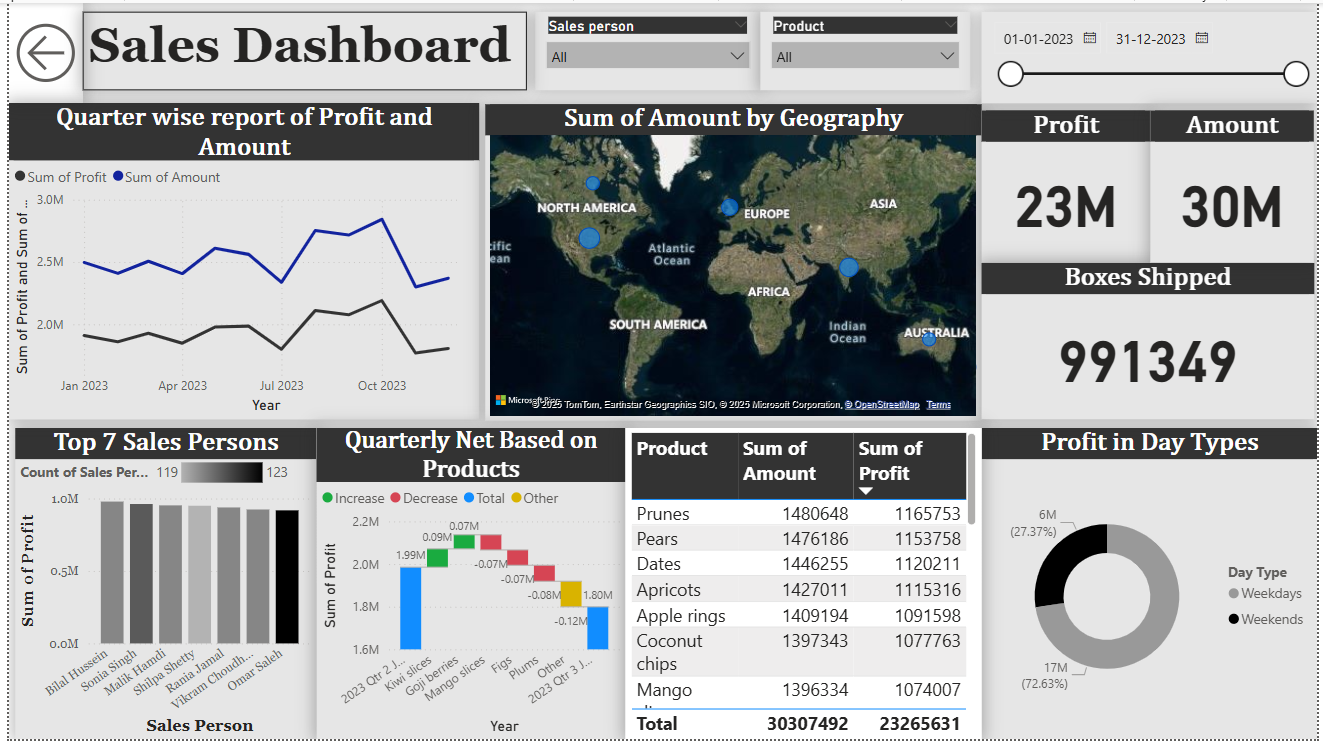 Sales Dashboard
Sales person
All
Product
All
01-01-2023
31-12-2023
Quarter wise report of Profit and
Amount
Sum of Profit
Sum of Amount
Sum of Profit and Sum of ...
3.0M
2.5M
2.0M
Jan 2023
Apr 2023
Jul 2023
Oct 2023
Year
Sum of Amount by Geography
NORTH AMERICA
EUROPE
ASIA
cific
ean
Atlantic
Ocean
AFRICA
SOUTH AMERICA
Indian
Ocean
AUSTRALIA
© 2025 TomTom, Earthstar Geographics SIO, © 2025 Microsoft Corporation, © OpenStreetMap Terms
Profit
23M
Amount
30M
Boxes Shipped
991349
Top 7 Sales Persons
Count of Sales Per...
119
123
Sum of Profit
1.0M
0.5M
0.0M
Bilal Hussein
Sonia Singh
Malik Hamdi
Shilpa Shetty
Rania Jamal
Vikram Choudh...
Omar Saleh
Sales Person
Quarterly Net Based on
Products
Increase
Decrease
Total
Other
Sum of Profit
2.2M
2.0M
1.8M
1.6M
1.99M
0.09M
0.07M
-0.07M
-0.07M
-0.08M
-0.12M
1.80M
2023 Qtr 2 J...
Kiwi slices
Goji berries
Mango slices
Figs
Plums
Other
2023 Qtr 3 J...
Year
Product Sum of Amount Sum of Profit
Prunes 1480648 1165753
Pears 1476186 1153758
Dates 1446255 1120211
Apricots 1427011 1115316
Apple rings 1409194 1091598
Coconut 1397343 1077763
chips
Mango 1396334 1074007
Total 30307492 23265631
Profit in Day Types
6M
(27.37%)
17M
(72.63%)
Day Type
Weekdays
Weekends